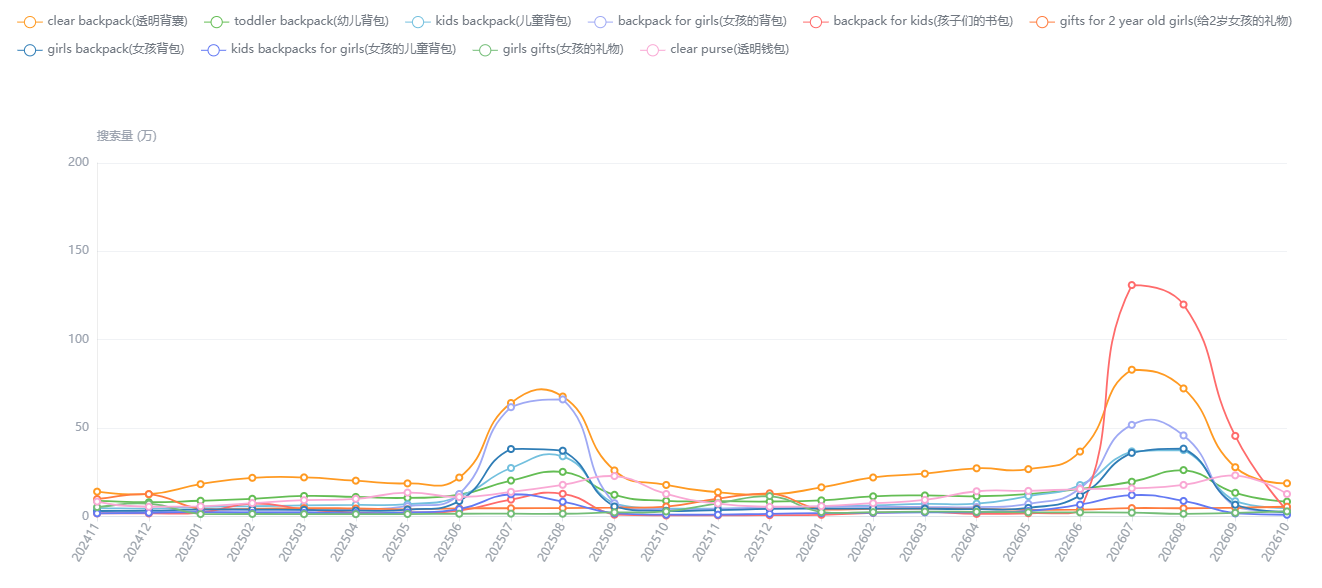 clear backpack(透明背囊) toddler backpack(幼儿背包) kids backpack(儿童背包) backpack for girls(女孩的背包) backpack for kids(孩子们的书包) gifts for 2 year old girls(给2岁女孩的礼物)
girls backpack(女孩背包) kids backpacks for girls(女孩的儿童背包) girls gifts(女孩的礼物) clear purse(透明钱包)
搜索量 (万)
200
150
100
50
0
202411 202412 202501 202502 202503 202504 202505 202506 202507 202508 202509 202510 202511 202512 202601 202602 202603 202604 202605 202606 202607 202608 202609 202610